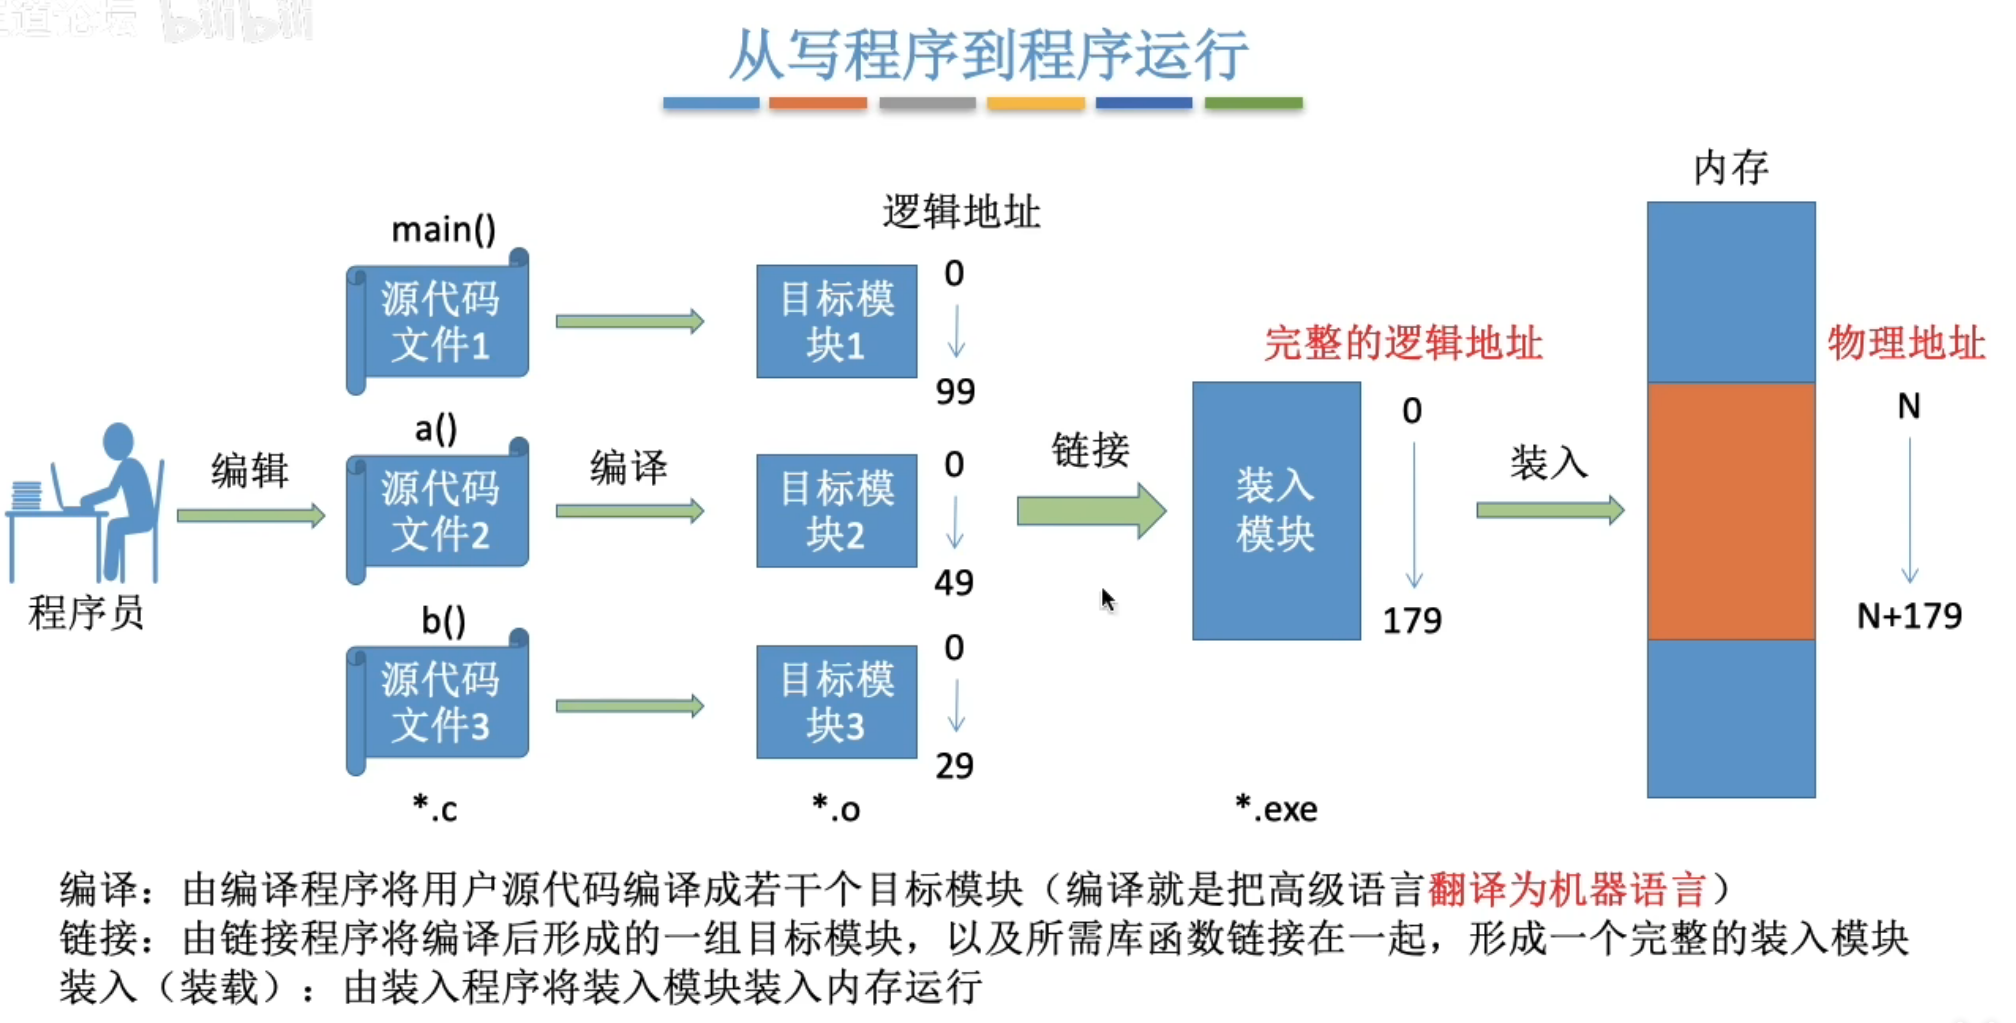 王道论坛 bilibili
从写程序到程序运行
内存
逻辑地址
main()
源代码
文件1
目标模
块1
0
99
完整的逻辑地址
物理地址
a()
源代码
文件2
编辑
编译
目标模
块2
0
49
链接
装入
模块
0
179
装入
N
N+179
程序员
b()
源代码
文件3
目标模
块3
0
29
*.c
*.o
*.exe
编译：由编译程序将用户源代码编译成若干个目标模块（编译就是把高级语言翻译为机器语言）
链接：由链接程序将编译后形成的一组目标模块，以及所需库函数链接在一起，形成一个完整的装入模块
装入（装载）：由装入程序将装入模块装入内存运行